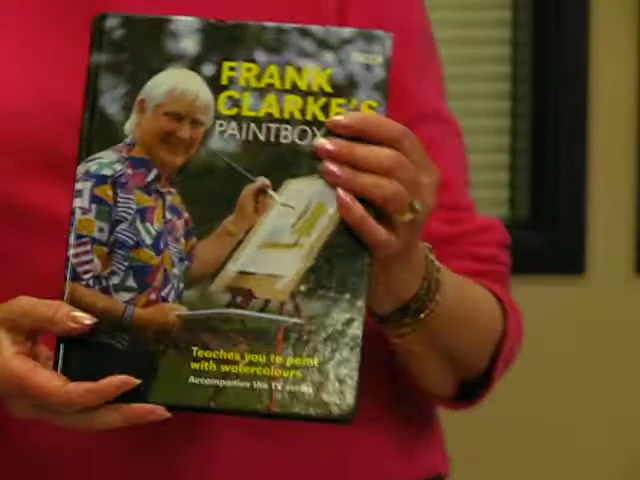 FRANK
CLARKE'S
PAINTBOX
Teaches you to paint
with watercolours
Accompanies the TV series